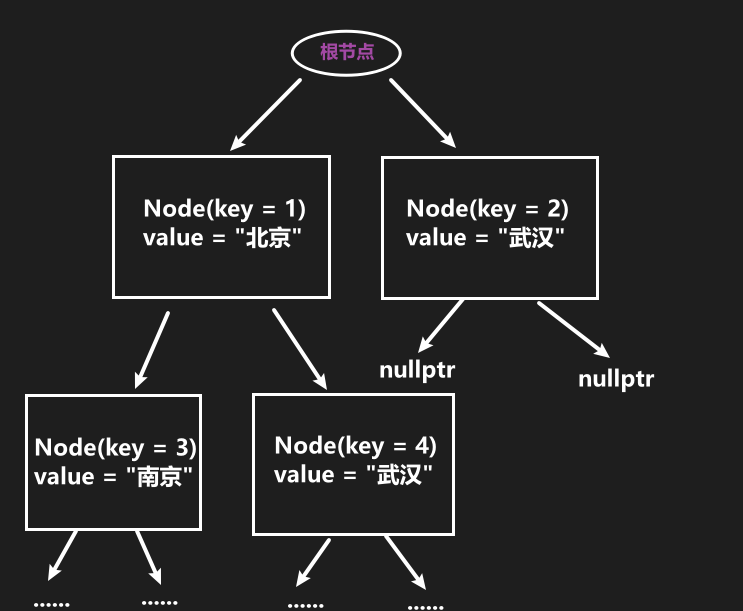 根节点
Node(key = 1)
value = "北京"
Node(key = 2)
value = "武汉"
nullptr
nullptr
Node(key = 3)
value = "南京"
Node(key = 4)
value = "武汉"
......
......
......
......